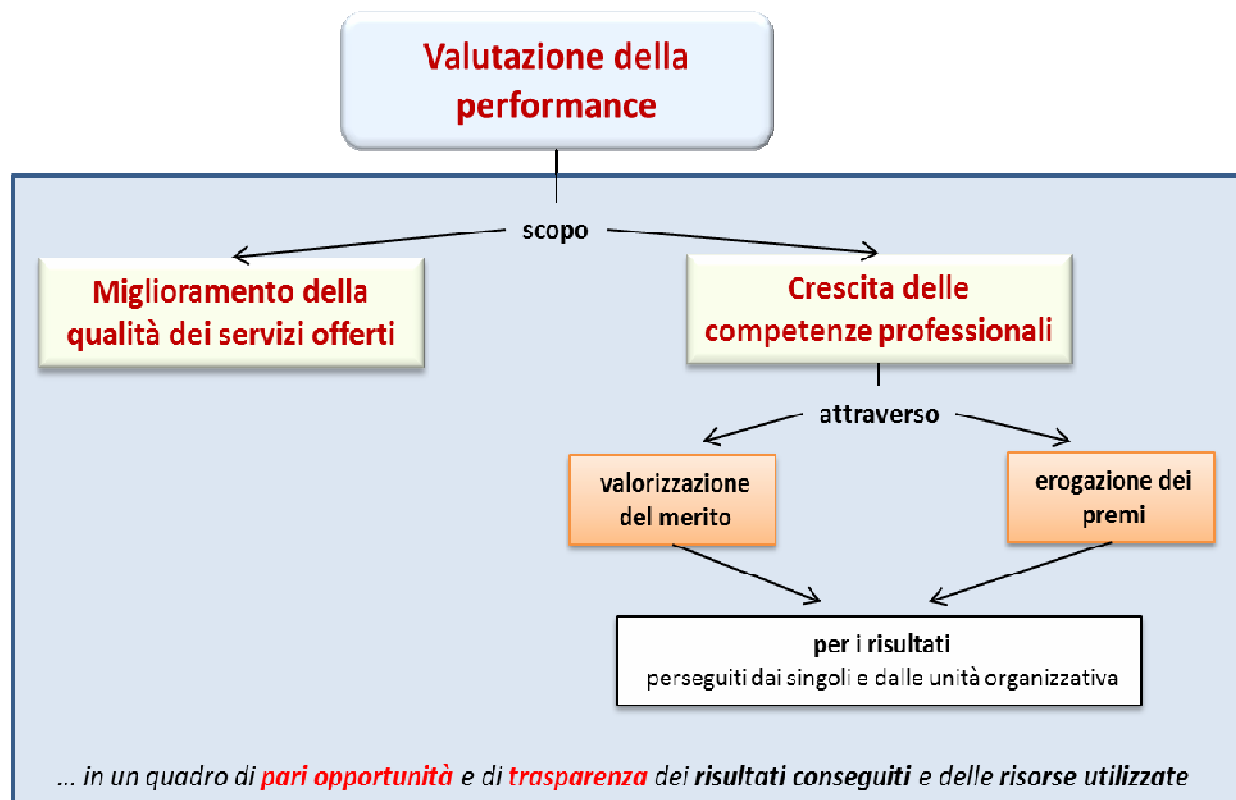 Valutazione della
performance
scopo
Miglioramento della
qualità dei servizi offerti
Crescita delle
competenze professionali
attraverso
valorizzazione
del merito
erogazione dei
premi
per i risultati
perseguiti dai singoli e dalle unità organizzativa
... in un quadro di pari opportunità e di trasparenza dei risultati conseguiti e delle risorse utilizzate